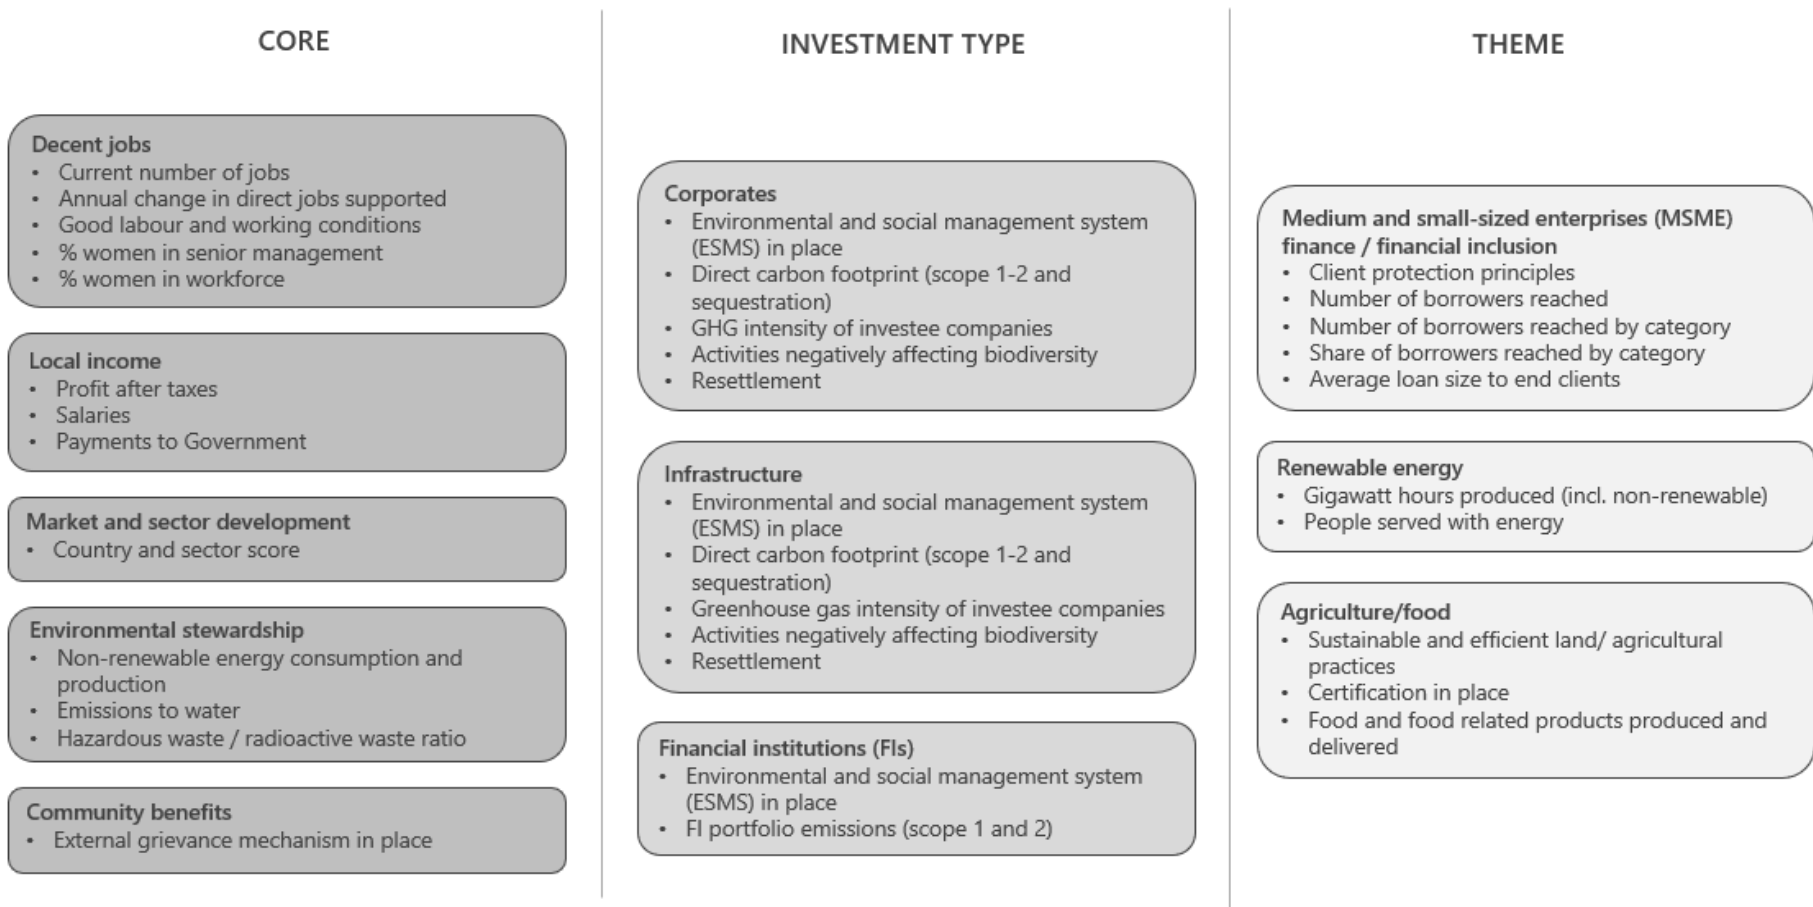 CORE
Decent jobs
• Current number of jobs
• Annual change in direct jobs supported
• Good labour and working conditions
• % women in senior management
• % women in workforce
Local income
• Profit after taxes
• Salaries
• Payments to Government
Market and sector development
• Country and sector score
Environmental stewardship
• Non-renewable energy consumption and
production
• Emissions to water
• Hazardous waste / radioactive waste ratio
Community benefits
• External grievance mechanism in place
INVESTMENT TYPE
Corporates
• Environmental and social management system
(ESMS) in place
• Direct carbon footprint (scope 1-2 and
sequestration)
• GHG intensity of investee companies
• Activities negatively affecting biodiversity
• Resettlement
Infrastructure
• Environmental and social management system
(ESMS) in place
• Direct carbon footprint (scope 1-2 and
sequestration)
• Greenhouse gas intensity of investee companies
• Activities negatively affecting biodiversity
• Resettlement
Financial institutions (FIs)
• Environmental and social management system
(ESMS) in place
• FI portfolio emissions (scope 1 and 2)
THEME
Medium and small-sized enterprises (MSME)
finance / financial inclusion
• Client protection principles
• Number of borrowers reached
• Number of borrowers reached by category
• Share of borrowers reached by category
• Average loan size to end clients
Renewable energy
• Gigawatt hours produced (incl. non-renewable)
• People served with energy
Agriculture/food
• Sustainable and efficient land/ agricultural
practices
• Certification in place
• Food and food related products produced and
delivered